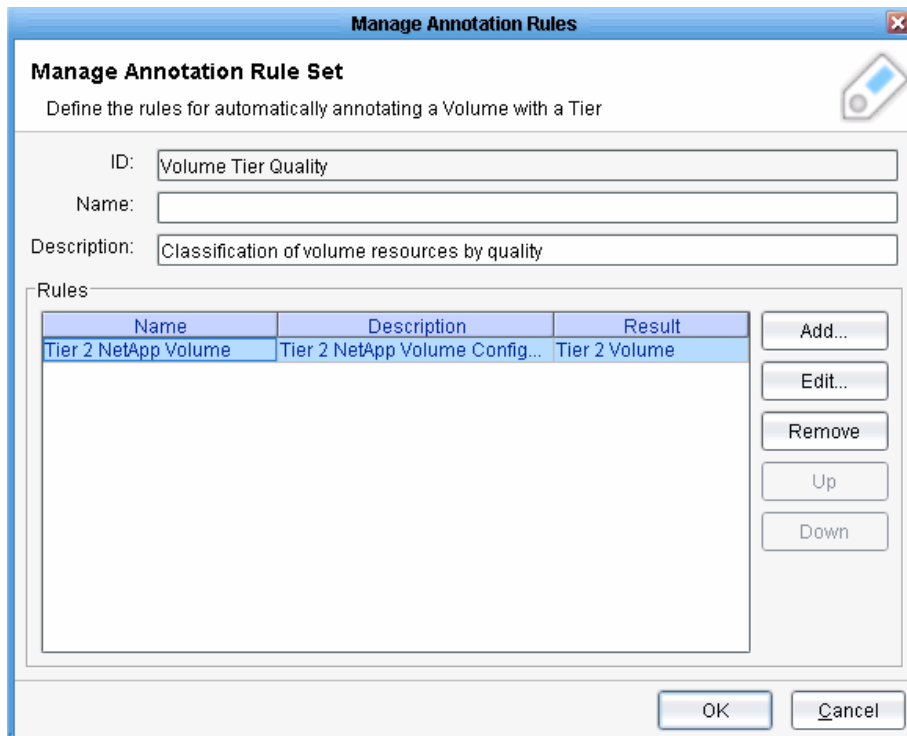 Manage Annotation Rules
Manage Annotation Rule Set
Define the rules for automatically annotating a Volume with a Tier
ID: Volume Tier Quality
Name:
Description: Classification of volume resources by quality
Rules
Name Description Result
Tier 2 NetApp Volume Tier 2 NetApp Volume Config... Tier 2 Volume
Add...
Edit...
Remove
Up
Down
OK Cancel